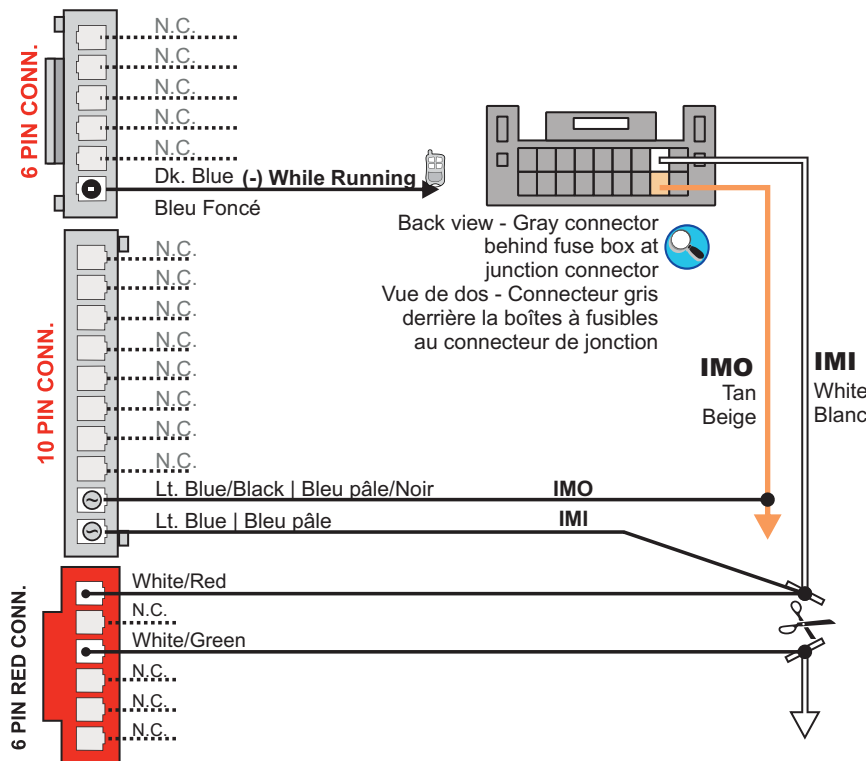 6 PIN CONN.
N.C.
N.C.
N.C.
N.C.
N.C.
Dk. Blue (-) While Running
Bleu Foncé
Back view - Gray connector
behind fuse box at
junction connector
Vue de dos - Connecteur gris
derrière la boîtes à fusibles
au connecteur de jonction
IMO
Tan
Beige
IMI
White
Blanc
10 PIN CONN.
N.C.
N.C.
N.C.
N.C.
N.C.
N.C.
N.C.
N.C.
Lt. Blue/Black | Bleu pâle/Noir IMO
Lt. Blue | Bleu pâle IMI
6 PIN RED CONN.
White/Red
N.C.
White/Green
N.C.
N.C.
N.C.